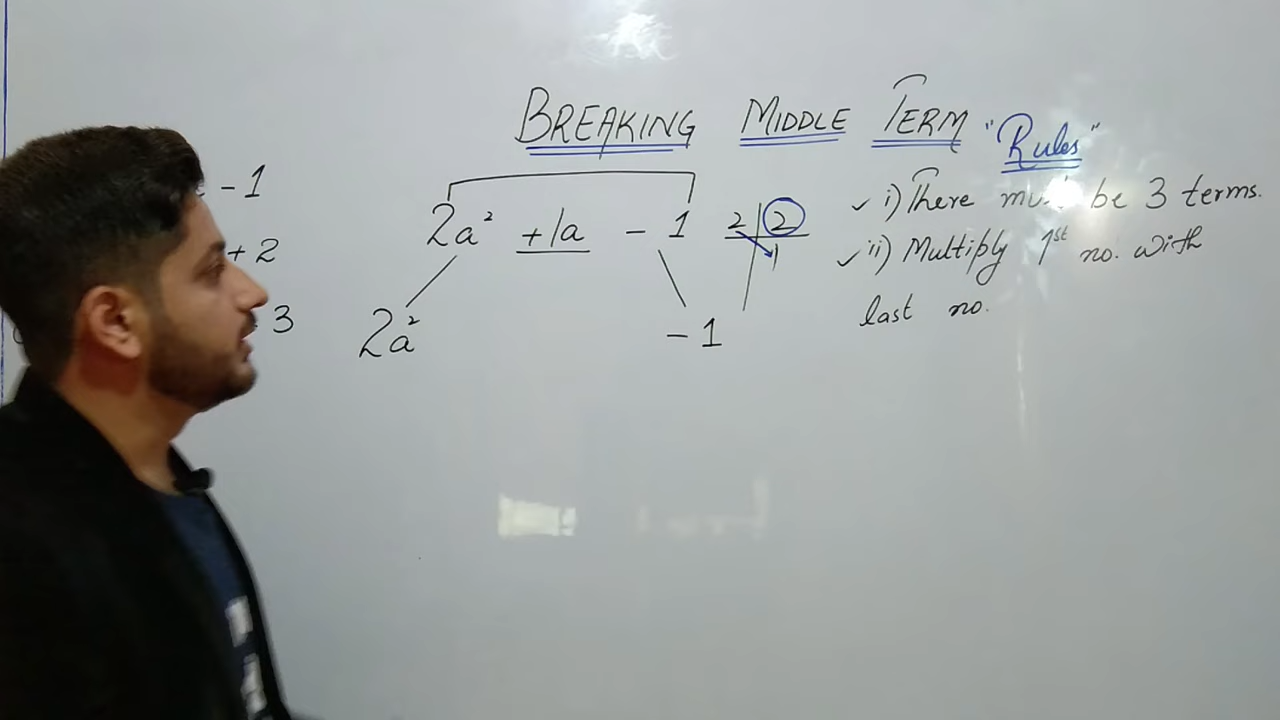 BREAKING MIDDLE TERM
"Rules"
- 1
+ 2
3
2a² + 1a - 1
2a² - 1
2 | 2
1
i) There be 3 terms.
ii) Multiply 1st no. with
last no.